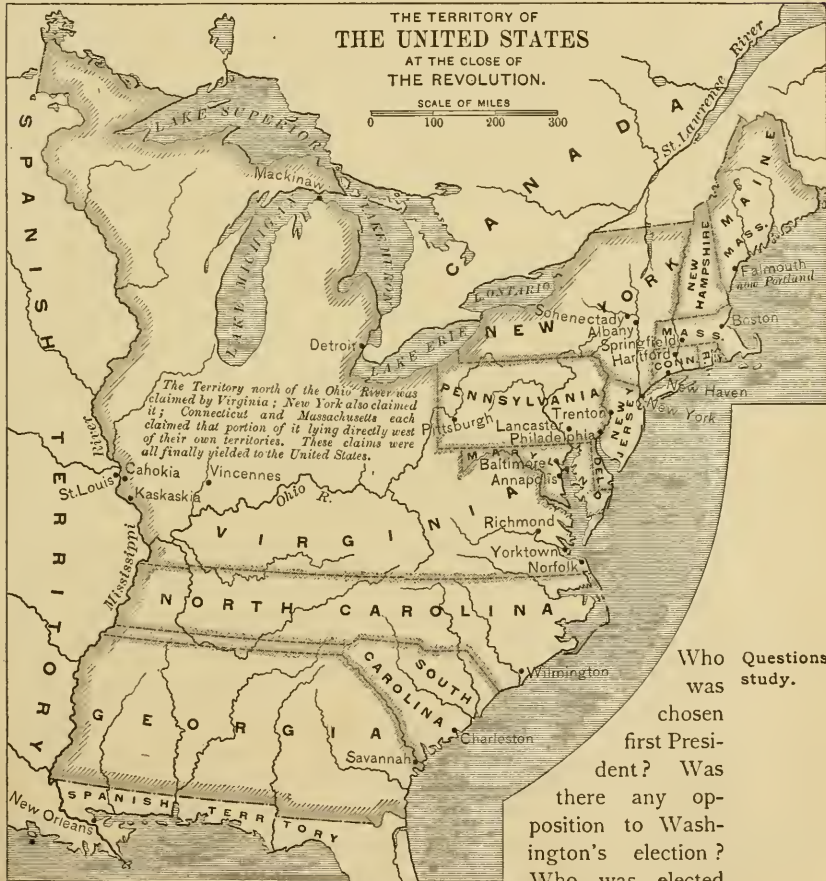 THE TERRITORY OF
THE UNITED STATES
AT THE CLOSE OF
THE REVOLUTION.
SCALE OF MILES
0 100 200 300
SPANISH TERRITORY
LAKE SUPERIOR
Mackinaw
LAKE MICHIGAN
LAKE HURON
CANADA
St. Lawrence River
MAINE
MASS.
NEW HAMPSHIRE
Falmouth
now Portland
L. ONTARIO
NEW YORK
Sohenectady
Albany
Boston
MASS.
Springfield
Hartford
CONN.
R.I.
New Haven
New York
Detroit
LAKE ERIE
The Territory north of the Ohio River was
claimed by Virginia; New York also claimed
it; Connecticut and Massachusetts each
claimed that portion of it lying directly west
of their own territories. These claims were
all finally yielded to the United States.
PENNSYLVANIA
Pittsburgh
Lancaster
Trenton
Philadelphia
NEW JERSEY
MARYLAND
Baltimore
Annapolis
DEL.
Mississippi River
Cahokia
St. Louis
Kaskaskia
Vincennes
Ohio R.
VIRGINIA
Richmond
Yorktown
Norfolk
NORTH CAROLINA
Wilmington
SOUTH CAROLINA
Charleston
GEORGIA
Savannah
SPANISH TERRITORY
New Orleans
Who
was
chosen
first Presi-
dent? Was
there any op-
position to Wash-
ington's election?
Who was elected
Questions
study.